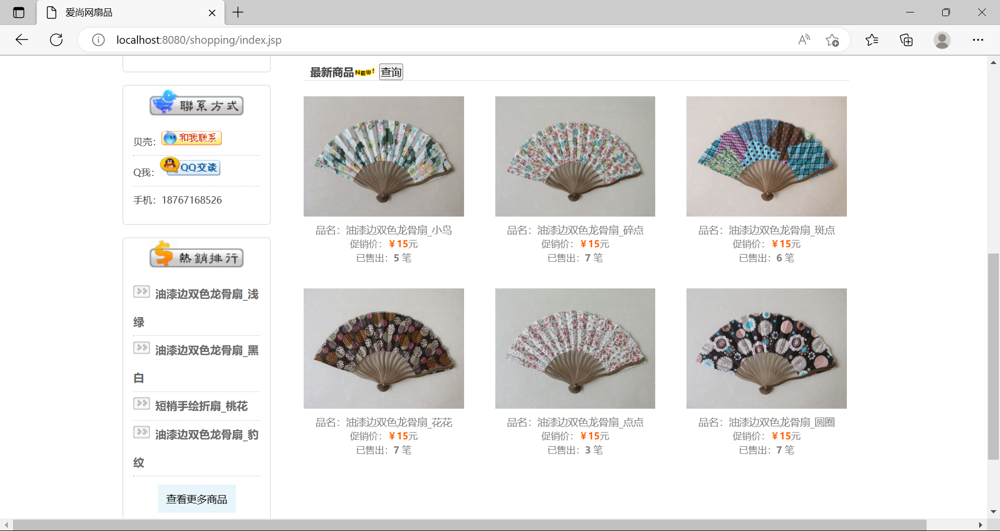 爱尚网扇品
localhost:8080/shopping/index.jsp
聯系方式
贝壳：和我联系
Q我：QQ交谈
手机：18767168526
熱銷排行
油漆边双色龙骨扇_浅
绿
油漆边双色龙骨扇_黑
白
短梢手绘折扇_桃花
油漆边双色龙骨扇_豹
纹
查看更多商品
最新商品NEW! 查询
品名：油漆边双色龙骨扇_小鸟
促销价：￥15元
已售出：5 笔
品名：油漆边双色龙骨扇_碎点
促销价：￥15元
已售出：7 笔
品名：油漆边双色龙骨扇_斑点
促销价：￥15元
已售出：6 笔
品名：油漆边双色龙骨扇_花花
促销价：￥15元
已售出：7 笔
品名：油漆边双色龙骨扇_点点
促销价：￥15元
已售出：3 笔
品名：油漆边双色龙骨扇_圆圈
促销价：￥15元
已售出：7 笔